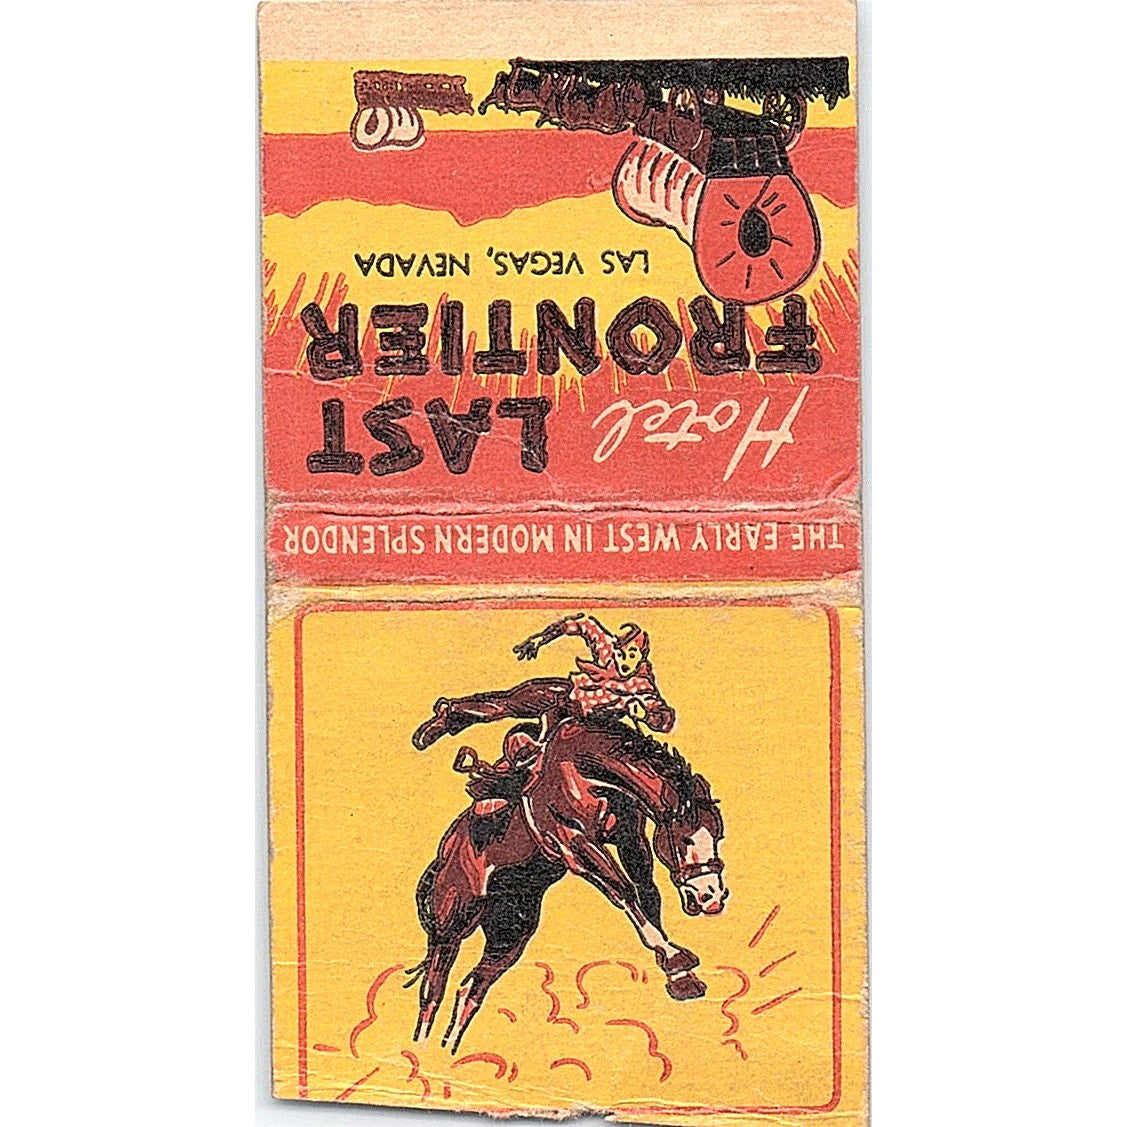 THE EARLY WEST IN MODERN SPLENDOR
Hotel LAST
FRONTIER
LAS VEGAS, NEVADA